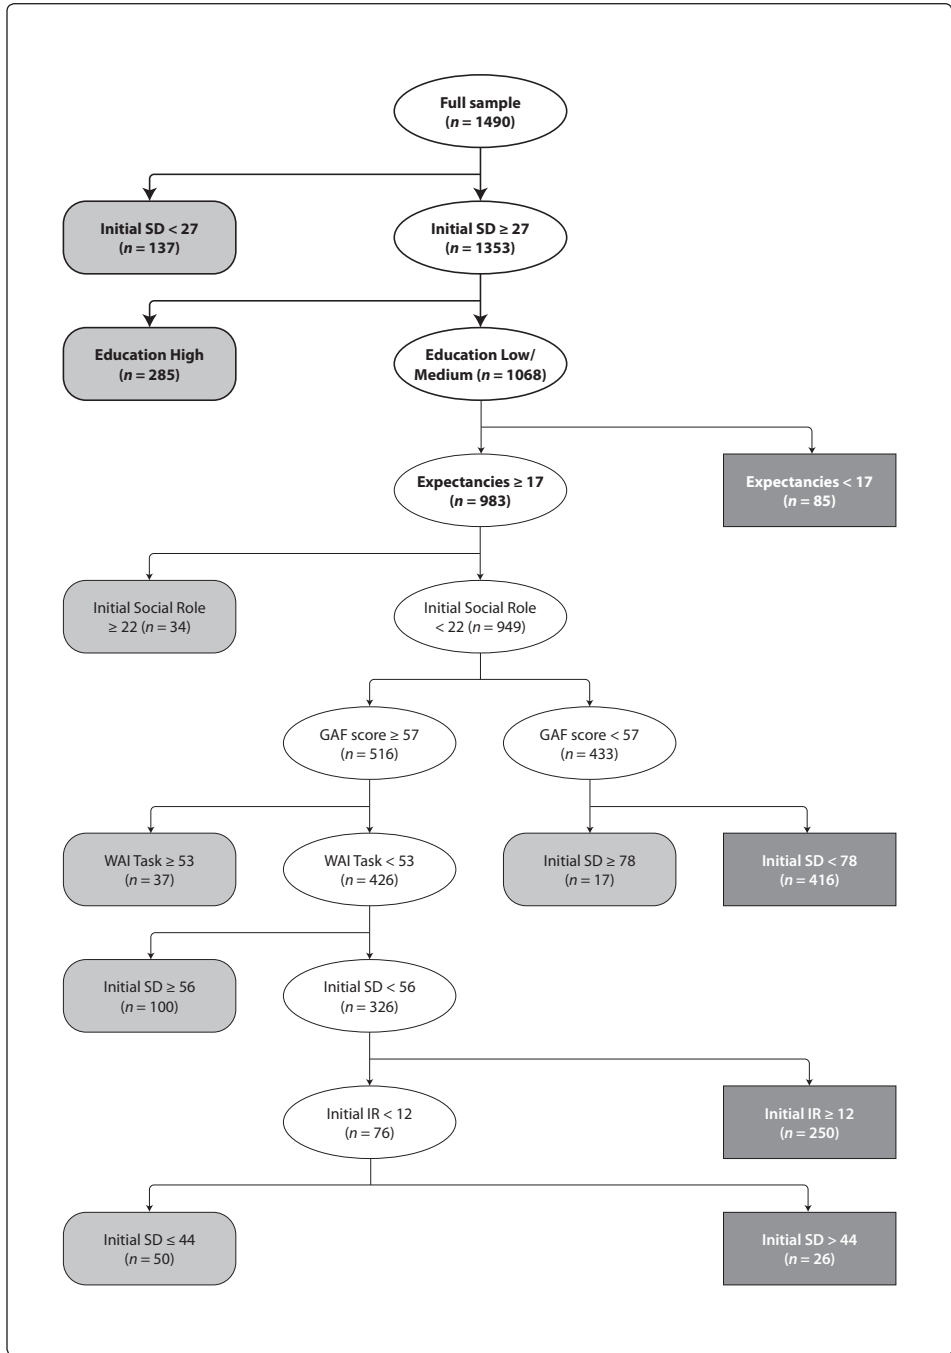 Full sample
(n = 1490)
Initial SD < 27
(n = 137)
Initial SD ≥ 27
(n = 1353)
Education High
(n = 285)
Education Low/
Medium (n = 1068)
Expectancies ≥ 17
(n = 983)
Expectancies < 17
(n = 85)
Initial Social Role
≥ 22 (n = 34)
Initial Social Role
< 22 (n = 949)
GAF score ≥ 57
(n = 516)
GAF score < 57
(n = 433)
WAI Task ≥ 53
(n = 37)
WAI Task < 53
(n = 426)
Initial SD ≥ 78
(n = 17)
Initial SD < 78
(n = 416)
Initial SD ≥ 56
(n = 100)
Initial SD < 56
(n = 326)
Initial IR < 12
(n = 76)
Initial IR ≥ 12
(n = 250)
Initial SD ≤ 44
(n = 50)
Initial SD > 44
(n = 26)